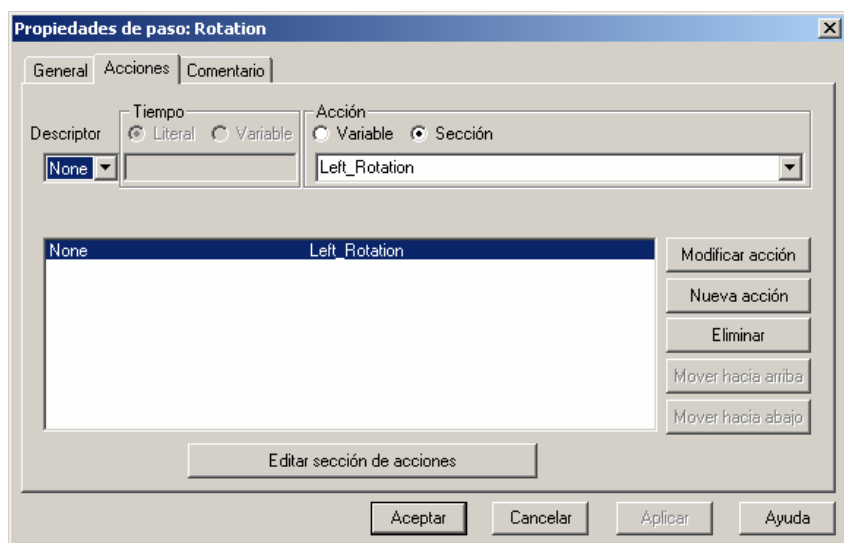 Propiedades de paso: Rotation
General Acciones Comentario
Tiempo Acción
Descriptor Literal Variable Variable Sección
None Left_Rotation
None Left_Rotation
Modificar acción
Nueva acción
Eliminar
Mover hacia arriba
Mover hacia abajo
Editar sección de acciones
Aceptar Cancelar Aplicar Ayuda